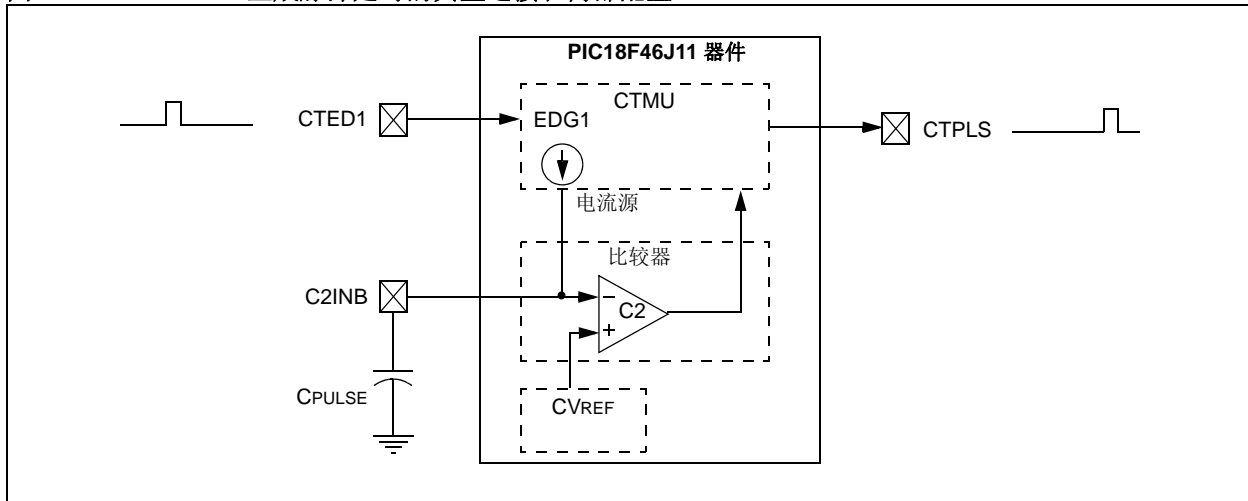 PIC18F46J11 器件
CTMU
CTED1
EDG1
CTPLS
电流源
比较器
C2INB
C2
CPULSE
CVREF